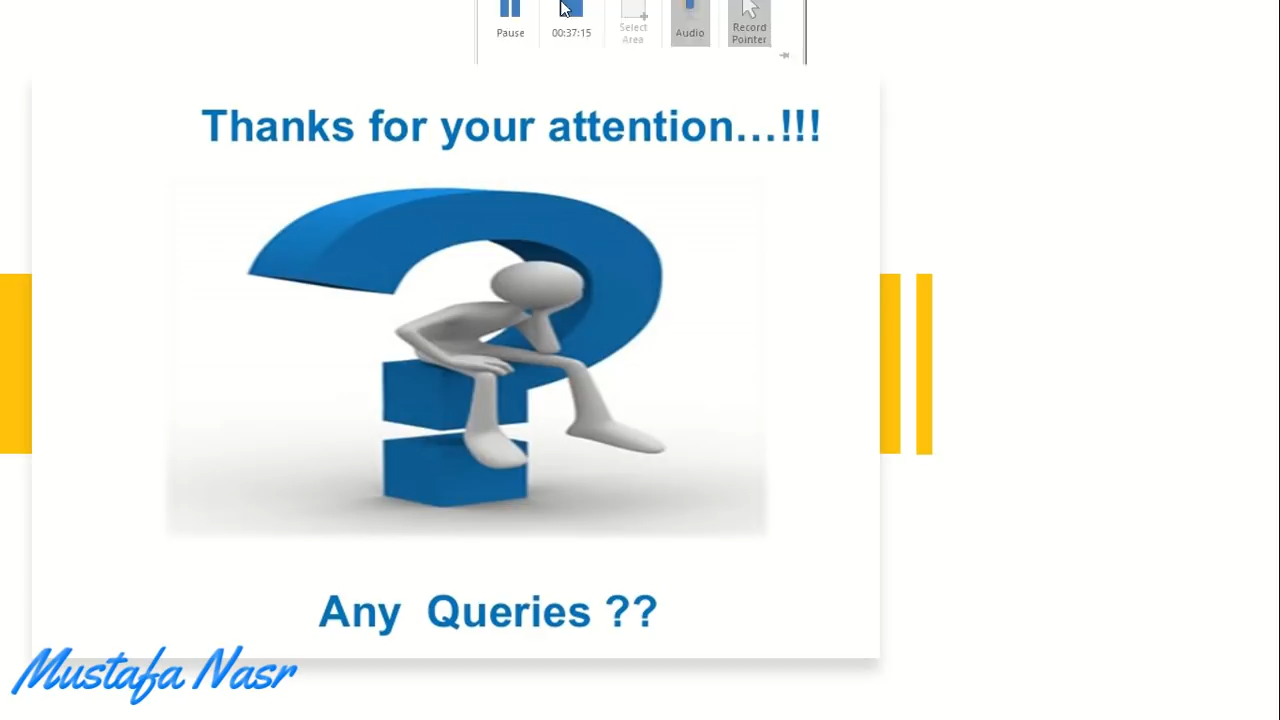 Pause
00:37:15
Select
Area
Audio
Record
Pointer
Thanks for your attention...!!!
Any Queries ??
Mustafa Nasr